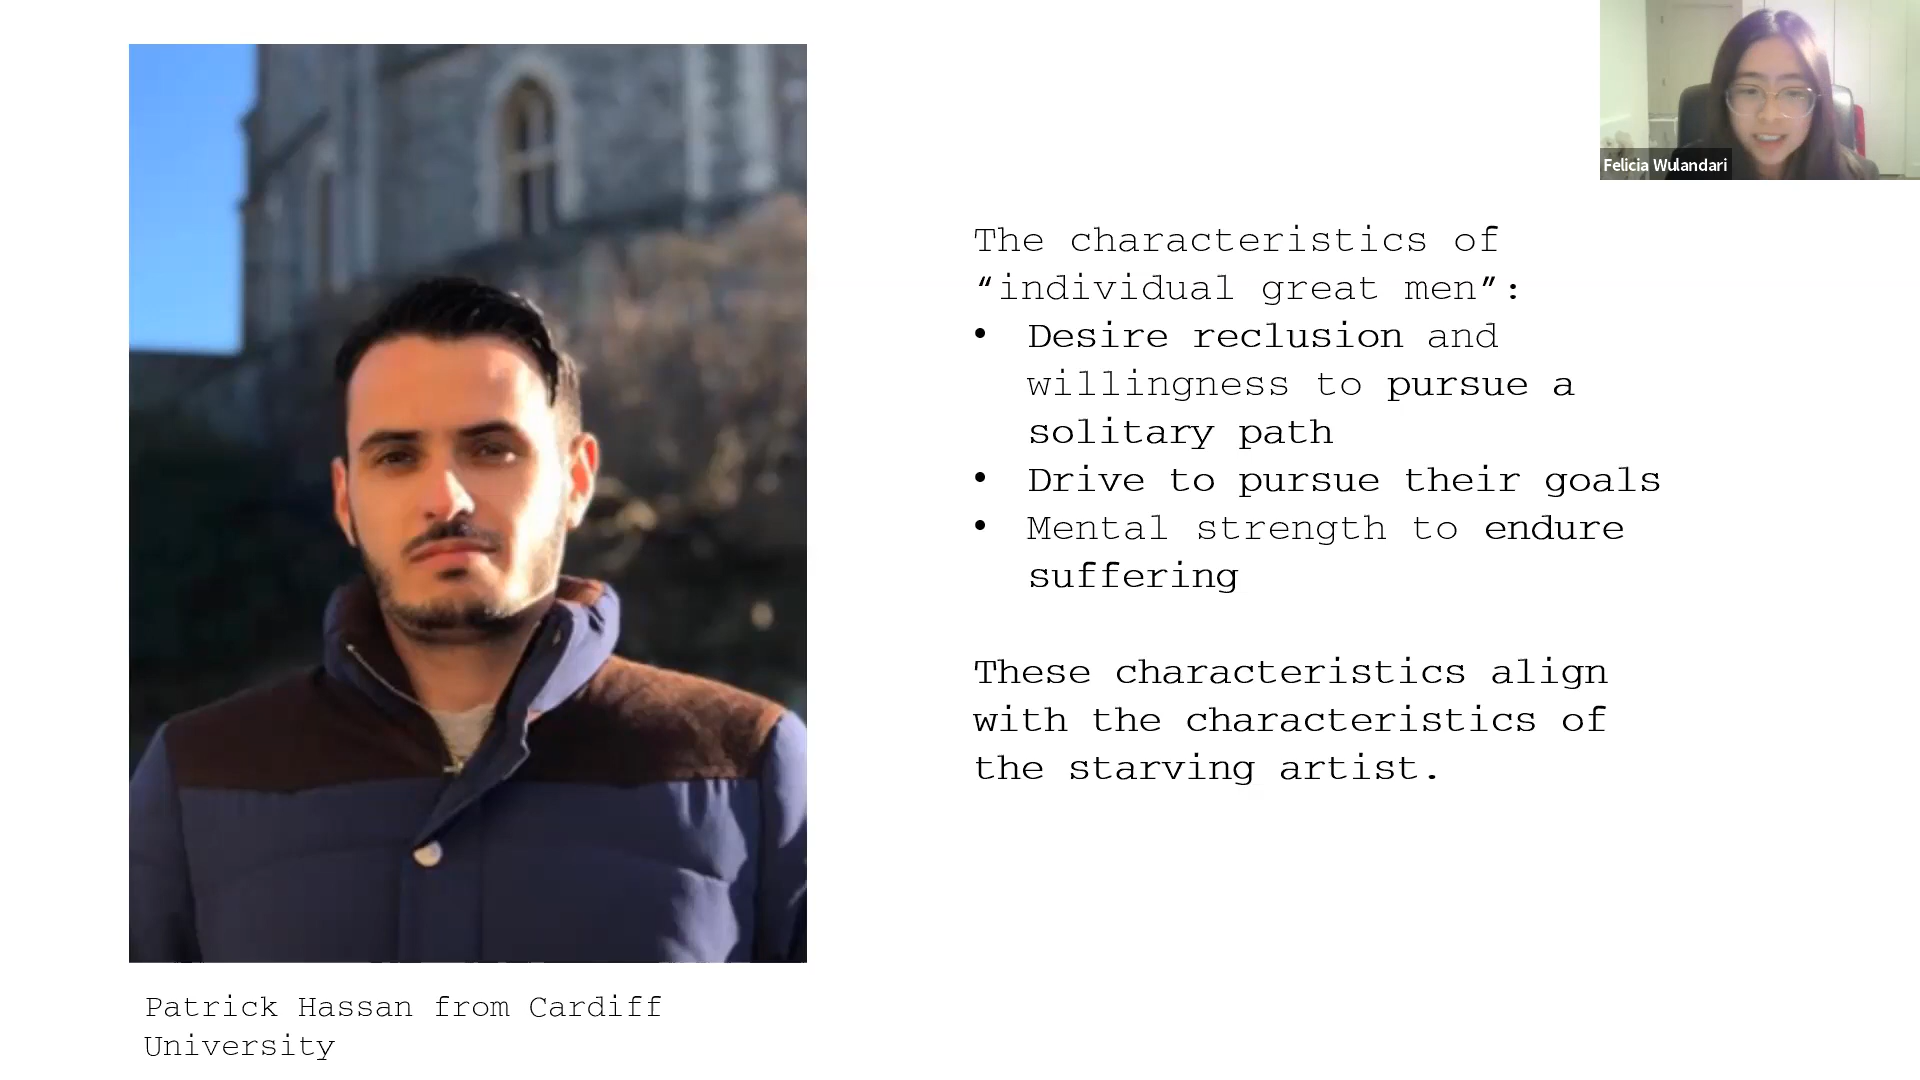 Felicia Wulandari
The characteristics of
“individual great men”:
• Desire reclusion and
willingness to pursue a
solitary path
• Drive to pursue their goals
• Mental strength to endure
suffering
These characteristics align
with the characteristics of
the starving artist.
Patrick Hassan from Cardiff
University